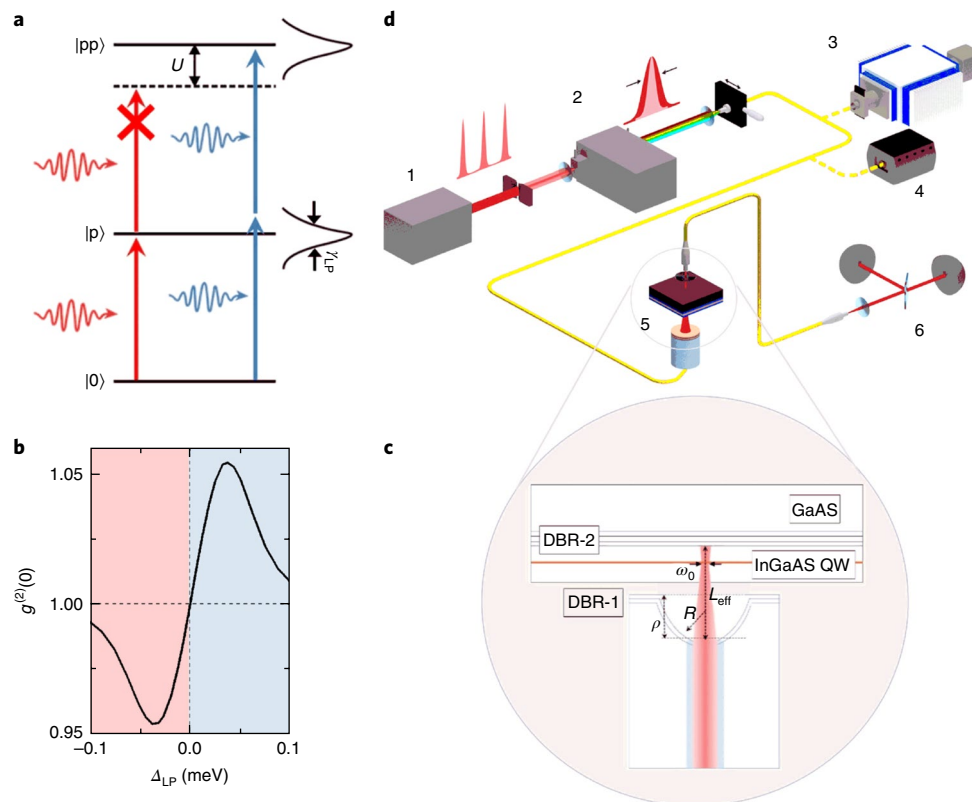 a
|pp⟩
U
|p⟩
γLP
|0⟩
b
1.05
1.00
0.95
g(2)(0)
−0.1
0.0
0.1
ΔLP (meV)
d
1
2
3
4
5
6
c
GaAS
DBR-2
InGaAS QW
ω0
DBR-1
Leff
ρ
R